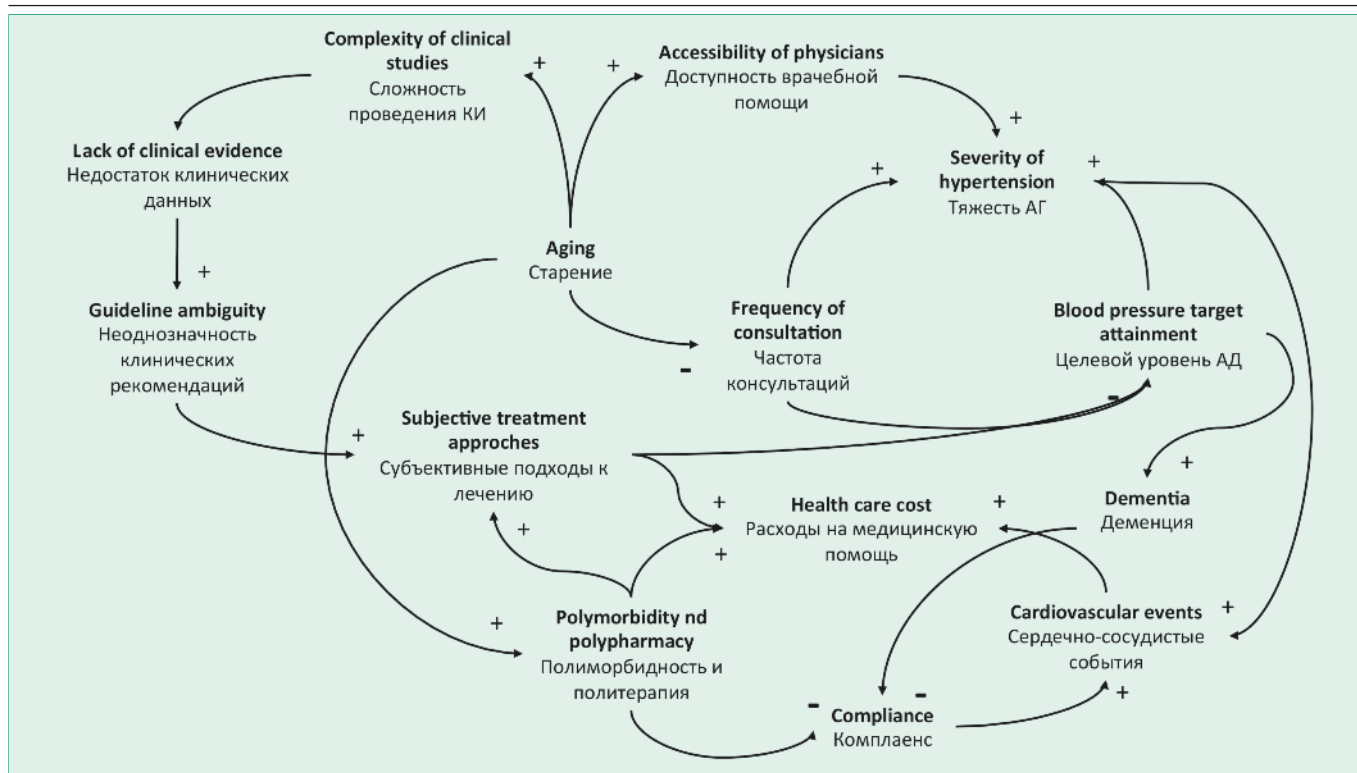 Complexity of clinical
studies
Сложность
проведения КИ
+
+
Accessibility of physicians
Доступность врачебной
помощи
+
Lack of clinical evidence
Недостаток клинических
данных
+
Severity of
hypertension
Тяжесть АГ
+
Aging
Старение
+
Guideline ambiguity
Неоднозначность
клинических
рекомендаций
-
Frequency of
consultation
Частота
консультаций
Blood pressure target
attainment
Целевой уровень АД
-
+
Subjective treatment
approches
Субъективные подходы к
лечению
+
+
Health care cost
Расходы на медицинскую
помощь
+
+
+
Dementia
Деменция
+
Polymorbidity nd
polypharmacy
Полиморбидность и
политерапия
Cardiovascular events
Сердечно-сосудистые
события
+
+
-
-
Compliance
Комплаенс